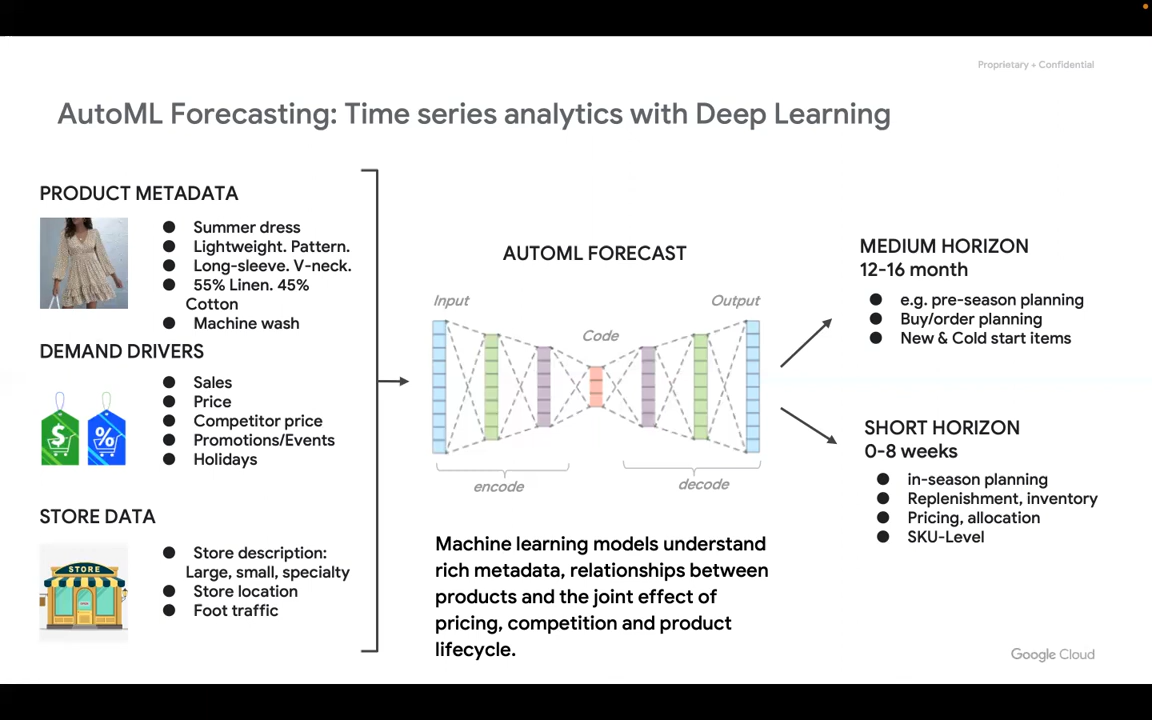 Proprietary + Confidential
AutoML Forecasting: Time series analytics with Deep Learning
PRODUCT METADATA
● Summer dress
● Lightweight. Pattern.
● Long-sleeve. V-neck.
● 55% Linen. 45%
Cotton
● Machine wash
DEMAND DRIVERS
$
%
● Sales
● Price
● Competitor price
● Promotions/Events
● Holidays
STORE DATA
STORE
● Store description:
Large, small, specialty
● Store location
● Foot traffic
AUTOML FORECAST
Input
Output
Code
encode
decode
Machine learning models understand
rich metadata, relationships between
products and the joint effect of
pricing, competition and product
lifecycle.
MEDIUM HORIZON
12-16 month
● e.g. pre-season planning
● Buy/order planning
● New & Cold start items
SHORT HORIZON
0-8 weeks
● in-season planning
● Replenishment, inventory
● Pricing, allocation
● SKU-Level
Google Cloud